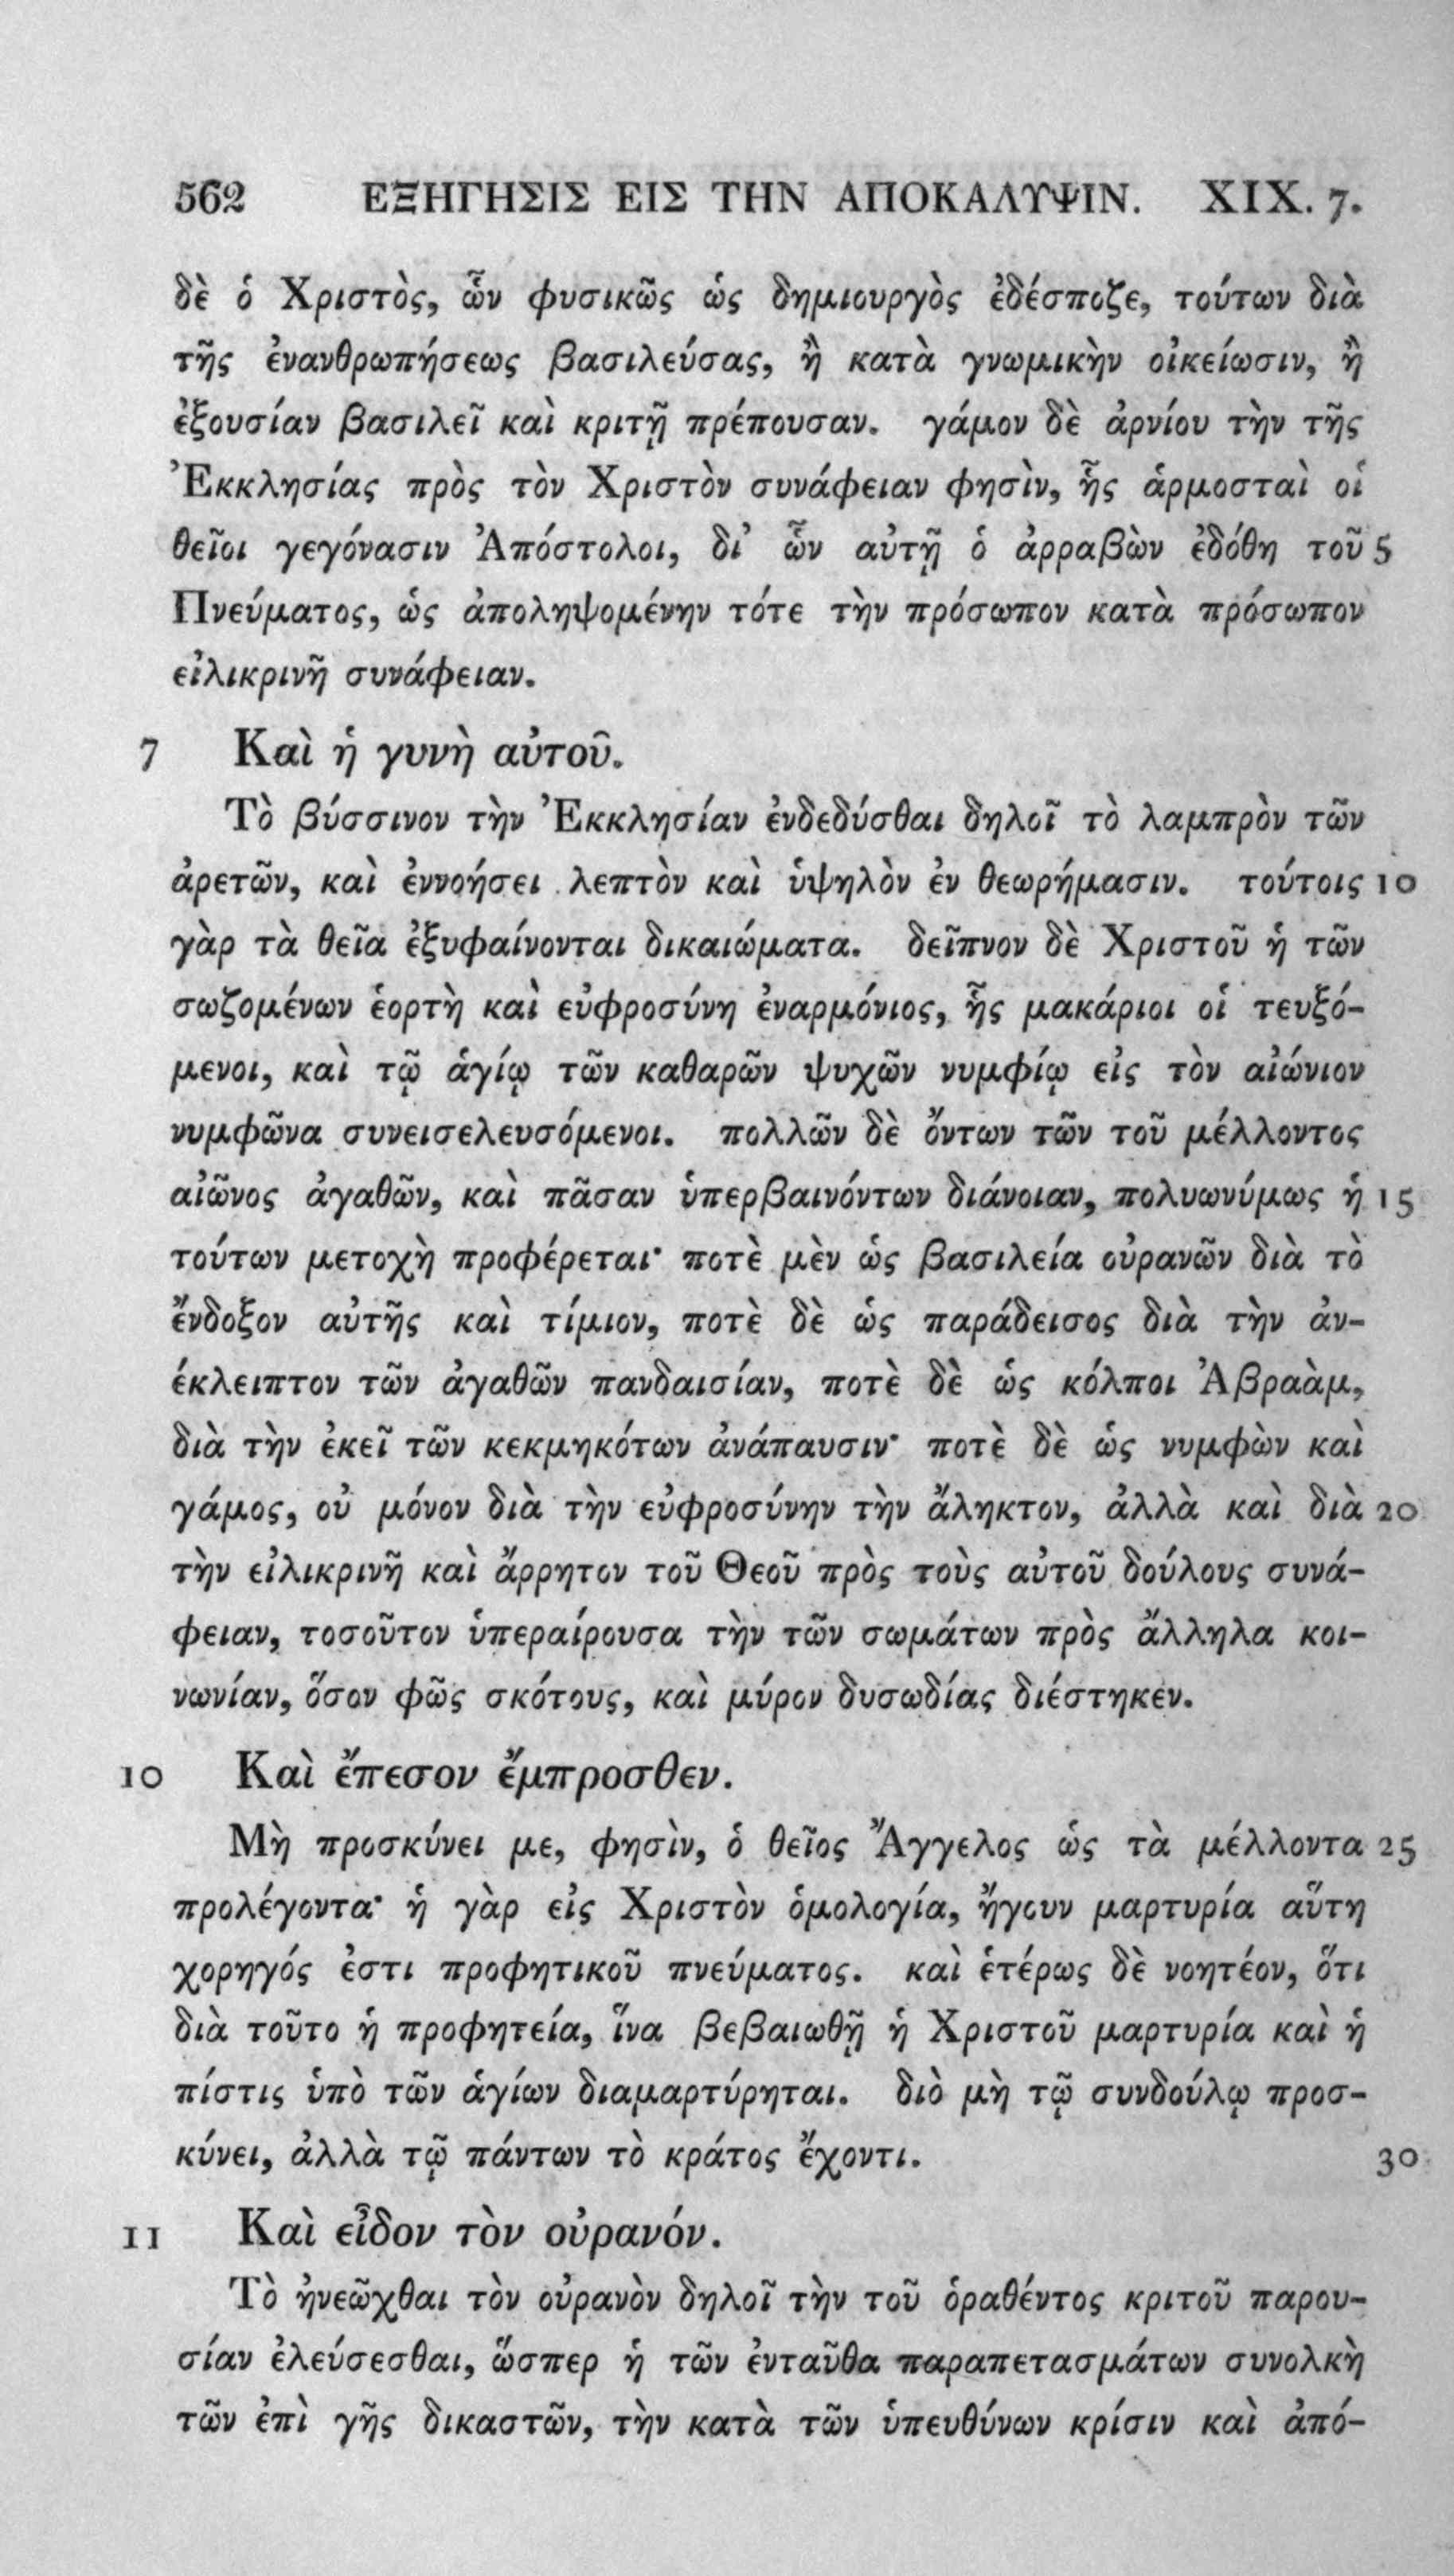 562 ΕΞΗΓΗΣΙΣ ΕΙΣ ΤΗΝ ΑΠΟΚΑΛΥΨΙΝ. XIX. 7.
δὲ ὁ Χριστὸς, ὧν φυσικῶς ὡς δημιουργὸς ἐδέσποζε, τούτων διὰ
τῆς ἐνανθρωπήσεως βασιλεύσας, ἢ κατὰ γνωμικὴν οἰκείωσιν, ἢ
ἐξουσίαν βασιλεῖ καὶ κριτῇ πρέπουσαν. γάμον δὲ ἀρνίου τὴν τῆς
Ἐκκλησίας πρὸς τὸν Χριστὸν συνάφειαν φησὶν, ἧς ἁρμοσταὶ οἱ
θεῖοι γεγόνασιν Ἀπόστολοι, δι’ ὧν αὐτῇ ὁ ἀρραβὼν ἐδόθη τοῦ 5
Πνεύματος, ὡς ἀποληψομένην τότε τὴν πρόσωπον κατὰ πρόσωπον
εἰλικρινῆ συνάφειαν.
7 Καὶ ἡ γυνὴ αὐτοῦ.
Τὸ βύσσινον τὴν Ἐκκλησίαν ἐνδεδύσθαι δηλοῖ τὸ λαμπρὸν τῶν
ἀρετῶν, καὶ ἐννοήσει λεπτὸν καὶ ὑψηλὸν ἐν θεωρήμασιν. τούτοις 10
γὰρ τὰ θεῖα ἐξυφαίνονται δικαιώματα. δεῖπνον δὲ Χριστοῦ ἡ τῶν
σωζομένων ἑορτὴ καὶ εὐφροσύνη ἐναρμόνιος, ἧς μακάριοι οἱ τευξό-
μενοι, καὶ τῷ ἁγίῳ τῶν καθαρῶν ψυχῶν νυμφίῳ εἰς τὸν αἰώνιον
νυμφῶνα συνεισελευσόμενοι. πολλῶν δὲ ὄντων τῶν τοῦ μέλλοντος
αἰῶνος ἀγαθῶν, καὶ πᾶσαν ὑπερβαινόντων διάνοιαν, πολυωνύμως ἡ 15
τούτων μετοχὴ προφέρεται· ποτὲ μὲν ὡς βασιλεία οὐρανῶν διὰ τὸ
ἔνδοξον αὐτῆς καὶ τίμιον, ποτὲ δὲ ὡς παράδεισος διὰ τὴν ἀν-
έκλειπτον τῶν ἀγαθῶν πανδαισίαν, ποτὲ δὲ ὡς κόλποι Ἀβραὰμ,
διὰ τὴν ἐκεῖ τῶν κεκμηκότων ἀνάπαυσιν· ποτὲ δὲ ὡς νυμφὼν καὶ
γάμος, οὐ μόνον διὰ τὴν εὐφροσύνην τὴν ἄληκτον, ἀλλὰ καὶ διὰ 20
τὴν εἰλικρινῆ καὶ ἄρρητον τοῦ Θεοῦ πρὸς τοὺς αὐτοῦ δούλους συνά-
φειαν, τοσοῦτον ὑπεραίρουσα τὴν τῶν σωμάτων πρὸς ἄλληλα κοι-
νωνίαν, ὅσον φῶς σκότους, καὶ μύρον δυσωδίας διέστηκεν.
10 Καὶ ἔπεσον ἔμπροσθεν.
Μὴ προσκύνει με, φησὶν, ὁ θεῖος Ἄγγελος ὡς τὰ μέλλοντα 25
προλέγοντα· ἡ γὰρ εἰς Χριστὸν ὁμολογία, ἤγουν μαρτυρία αὕτη
χορηγός ἐστι προφητικοῦ πνεύματος. καὶ ἑτέρως δὲ νοητέον, ὅτι
διὰ τοῦτο ἡ προφητεία, ἵνα βεβαιωθῇ ἡ Χριστοῦ μαρτυρία καὶ ἡ
πίστις ὑπὸ τῶν ἁγίων διαμαρτύρηται. διὸ μὴ τῷ συνδούλῳ προσ-
κύνει, ἀλλὰ τῷ πάντων τὸ κράτος ἔχοντι. 30
11 Καὶ εἶδον τὸν οὐρανόν.
Τὸ ἠνεῶχθαι τὸν οὐρανὸν δηλοῖ τὴν τοῦ ὁραθέντος κριτοῦ παρου-
σίαν ἐλεύσεσθαι, ὥσπερ ἡ τῶν ἐνταῦθα παραπετασμάτων συνολκὴ
τῶν ἐπὶ γῆς δικαστῶν, τὴν κατὰ τῶν ὑπευθύνων κρίσιν καὶ ἀπό-